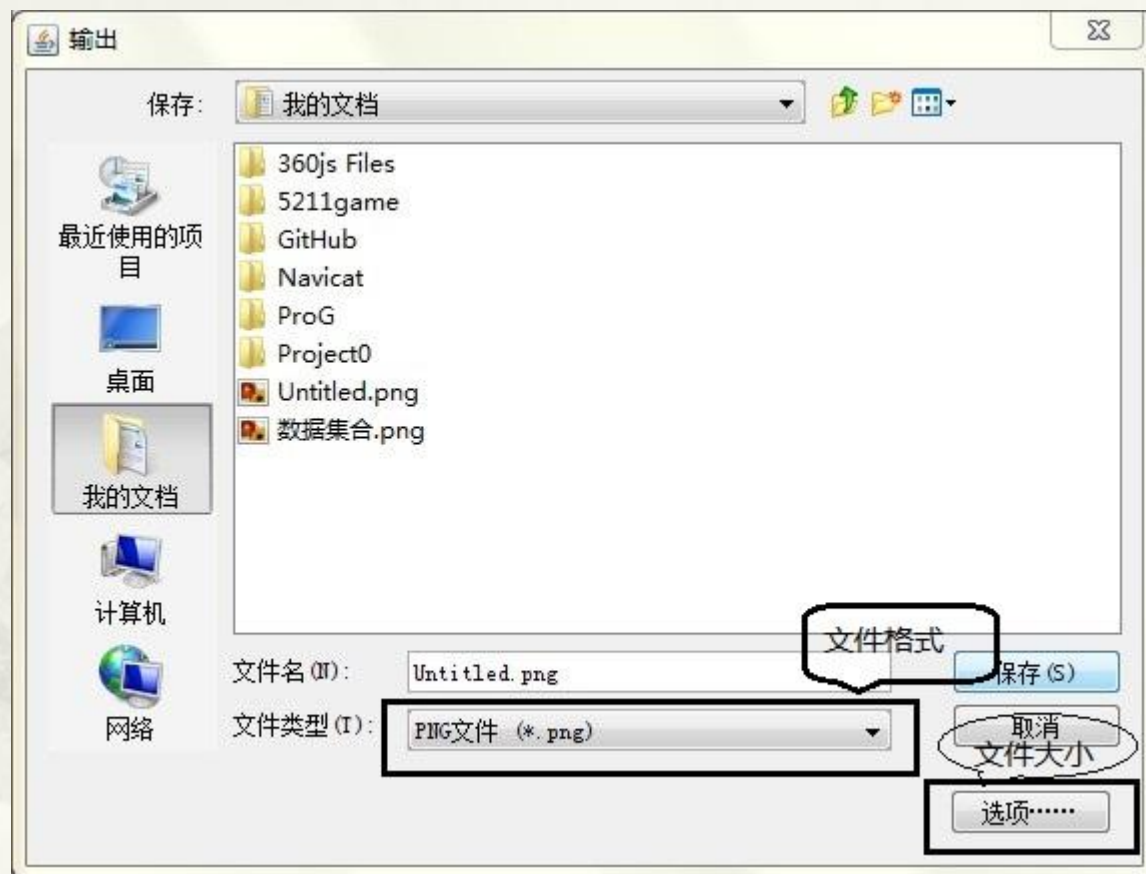 输出
保存:
我的文档
360js Files
5211game
GitHub
Navicat
ProG
Project0
Untitled.png
数据集合.png
最近使用的项
目
桌面
我的文档
计算机
网络
文件格式
文件名(N):
Untitled.png
保存(S)
文件类型(T):
PNG文件 (*.png)
取消
文件大小
选项……